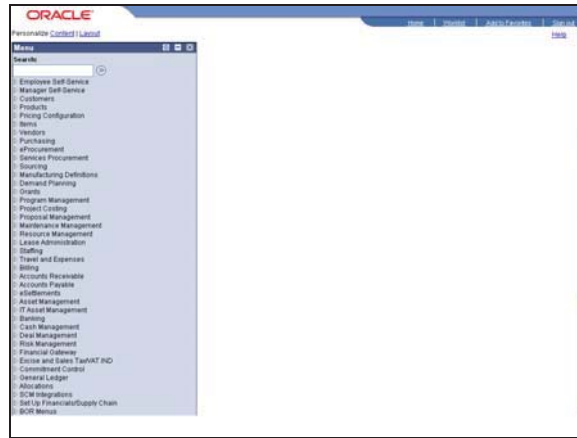 ORACLE
Home | Worklist | Add to Favorites | Sign out
Personalize Content | Layout
Help
Menu
Search:
Employee Self-Service
Manager Self-Service
Customers
Products
Pricing Configuration
Items
Vendors
Purchasing
eProcurement
Services Procurement
Sourcing
Manufacturing Definitions
Demand Planning
Grants
Program Management
Project Costing
Proposal Management
Maintenance Management
Resource Management
Lease Administration
Staffing
Travel and Expenses
Billing
Accounts Receivable
Accounts Payable
eSettlements
Asset Management
IT Asset Management
Banking
Cash Management
Deal Management
Risk Management
Financial Gateway
Excise and Sales Tax/VAT IND
Commitment Control
General Ledger
Allocations
SCM Integrations
Set Up Financials/Supply Chain
BOR Menus